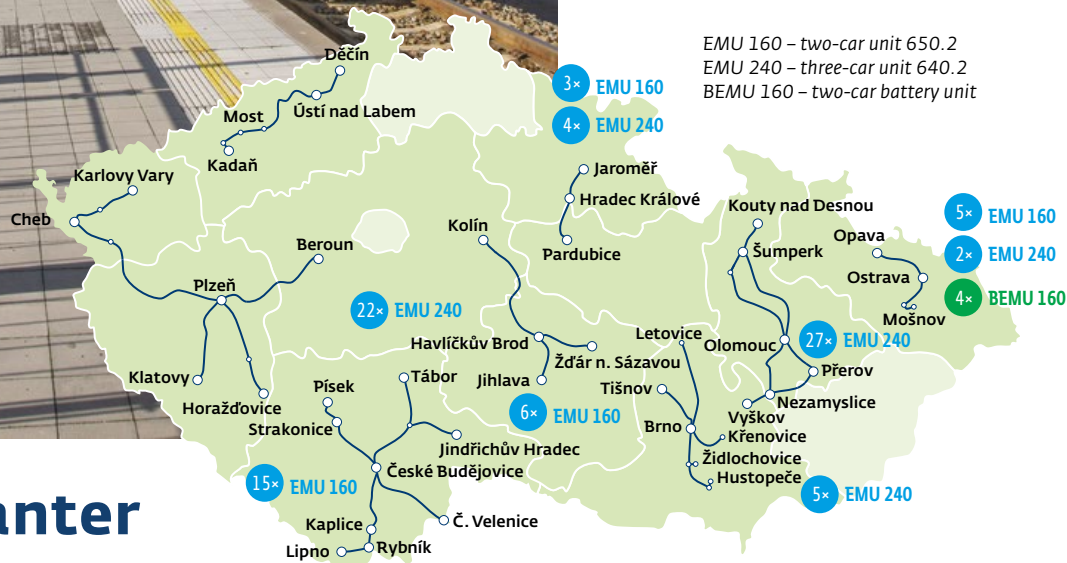 EMU 160 – two-car unit 650.2
EMU 240 – three-car unit 640.2
BEMU 160 – two-car battery unit
Děčín
Ústí nad Labem
Most
Kadaň
3× EMU 160
4× EMU 240
Karlovy Vary
Cheb
Jaroměř
Hradec Králové
Pardubice
Kouty nad Desnou
Šumperk
Opava
Ostrava
Mošnov
5× EMU 160
2× EMU 240
4× BEMU 160
Kolín
Beroun
Plzeň
22× EMU 240
Havlíčkův Brod
Žďár n. Sázavou
Jihlava
6× EMU 160
Letovice
Olomouc
27× EMU 240
Přerov
Nezamyslice
Vyškov
Tišnov
Brno
Křenovice
Židlochovice
Hustopeče
5× EMU 240
Klatovy
Horažďovice
Písek
Strakonice
Tábor
Jindřichův Hradec
České Budějovice
15× EMU 160
Kaplice
Č. Velenice
Lipno
Rybník
anter